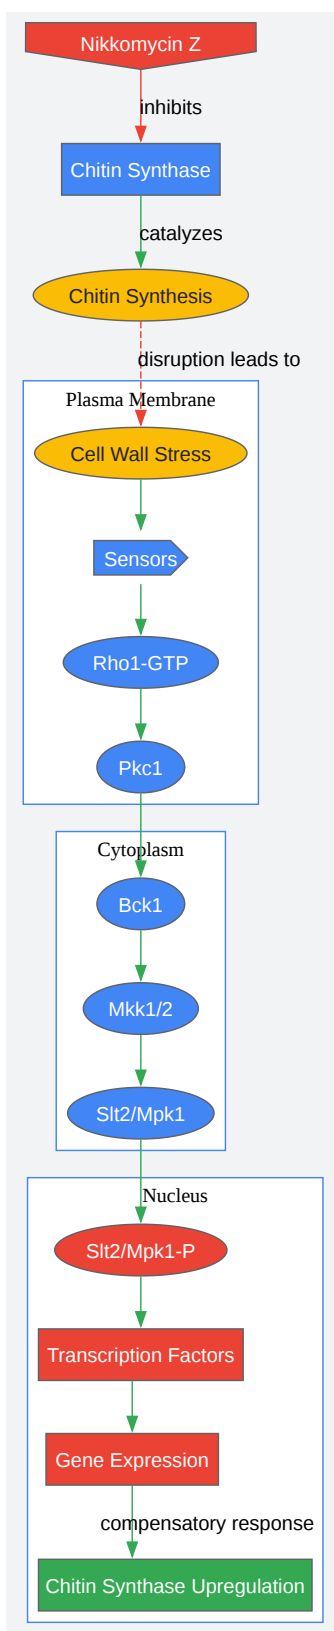 Nikkomycin Z
inhibits
Chitin Synthase
catalyzes
Chitin Synthesis
disruption leads to
Plasma Membrane
Cell Wall Stress
Sensors
Rho1-GTP
Pkc1
Cytoplasm
Bck1
Mkk1/2
Slt2/Mpk1
Nucleus
Slt2/Mpk1-P
Transcription Factors
Gene Expression
compensatory response
Chitin Synthase Upregulation